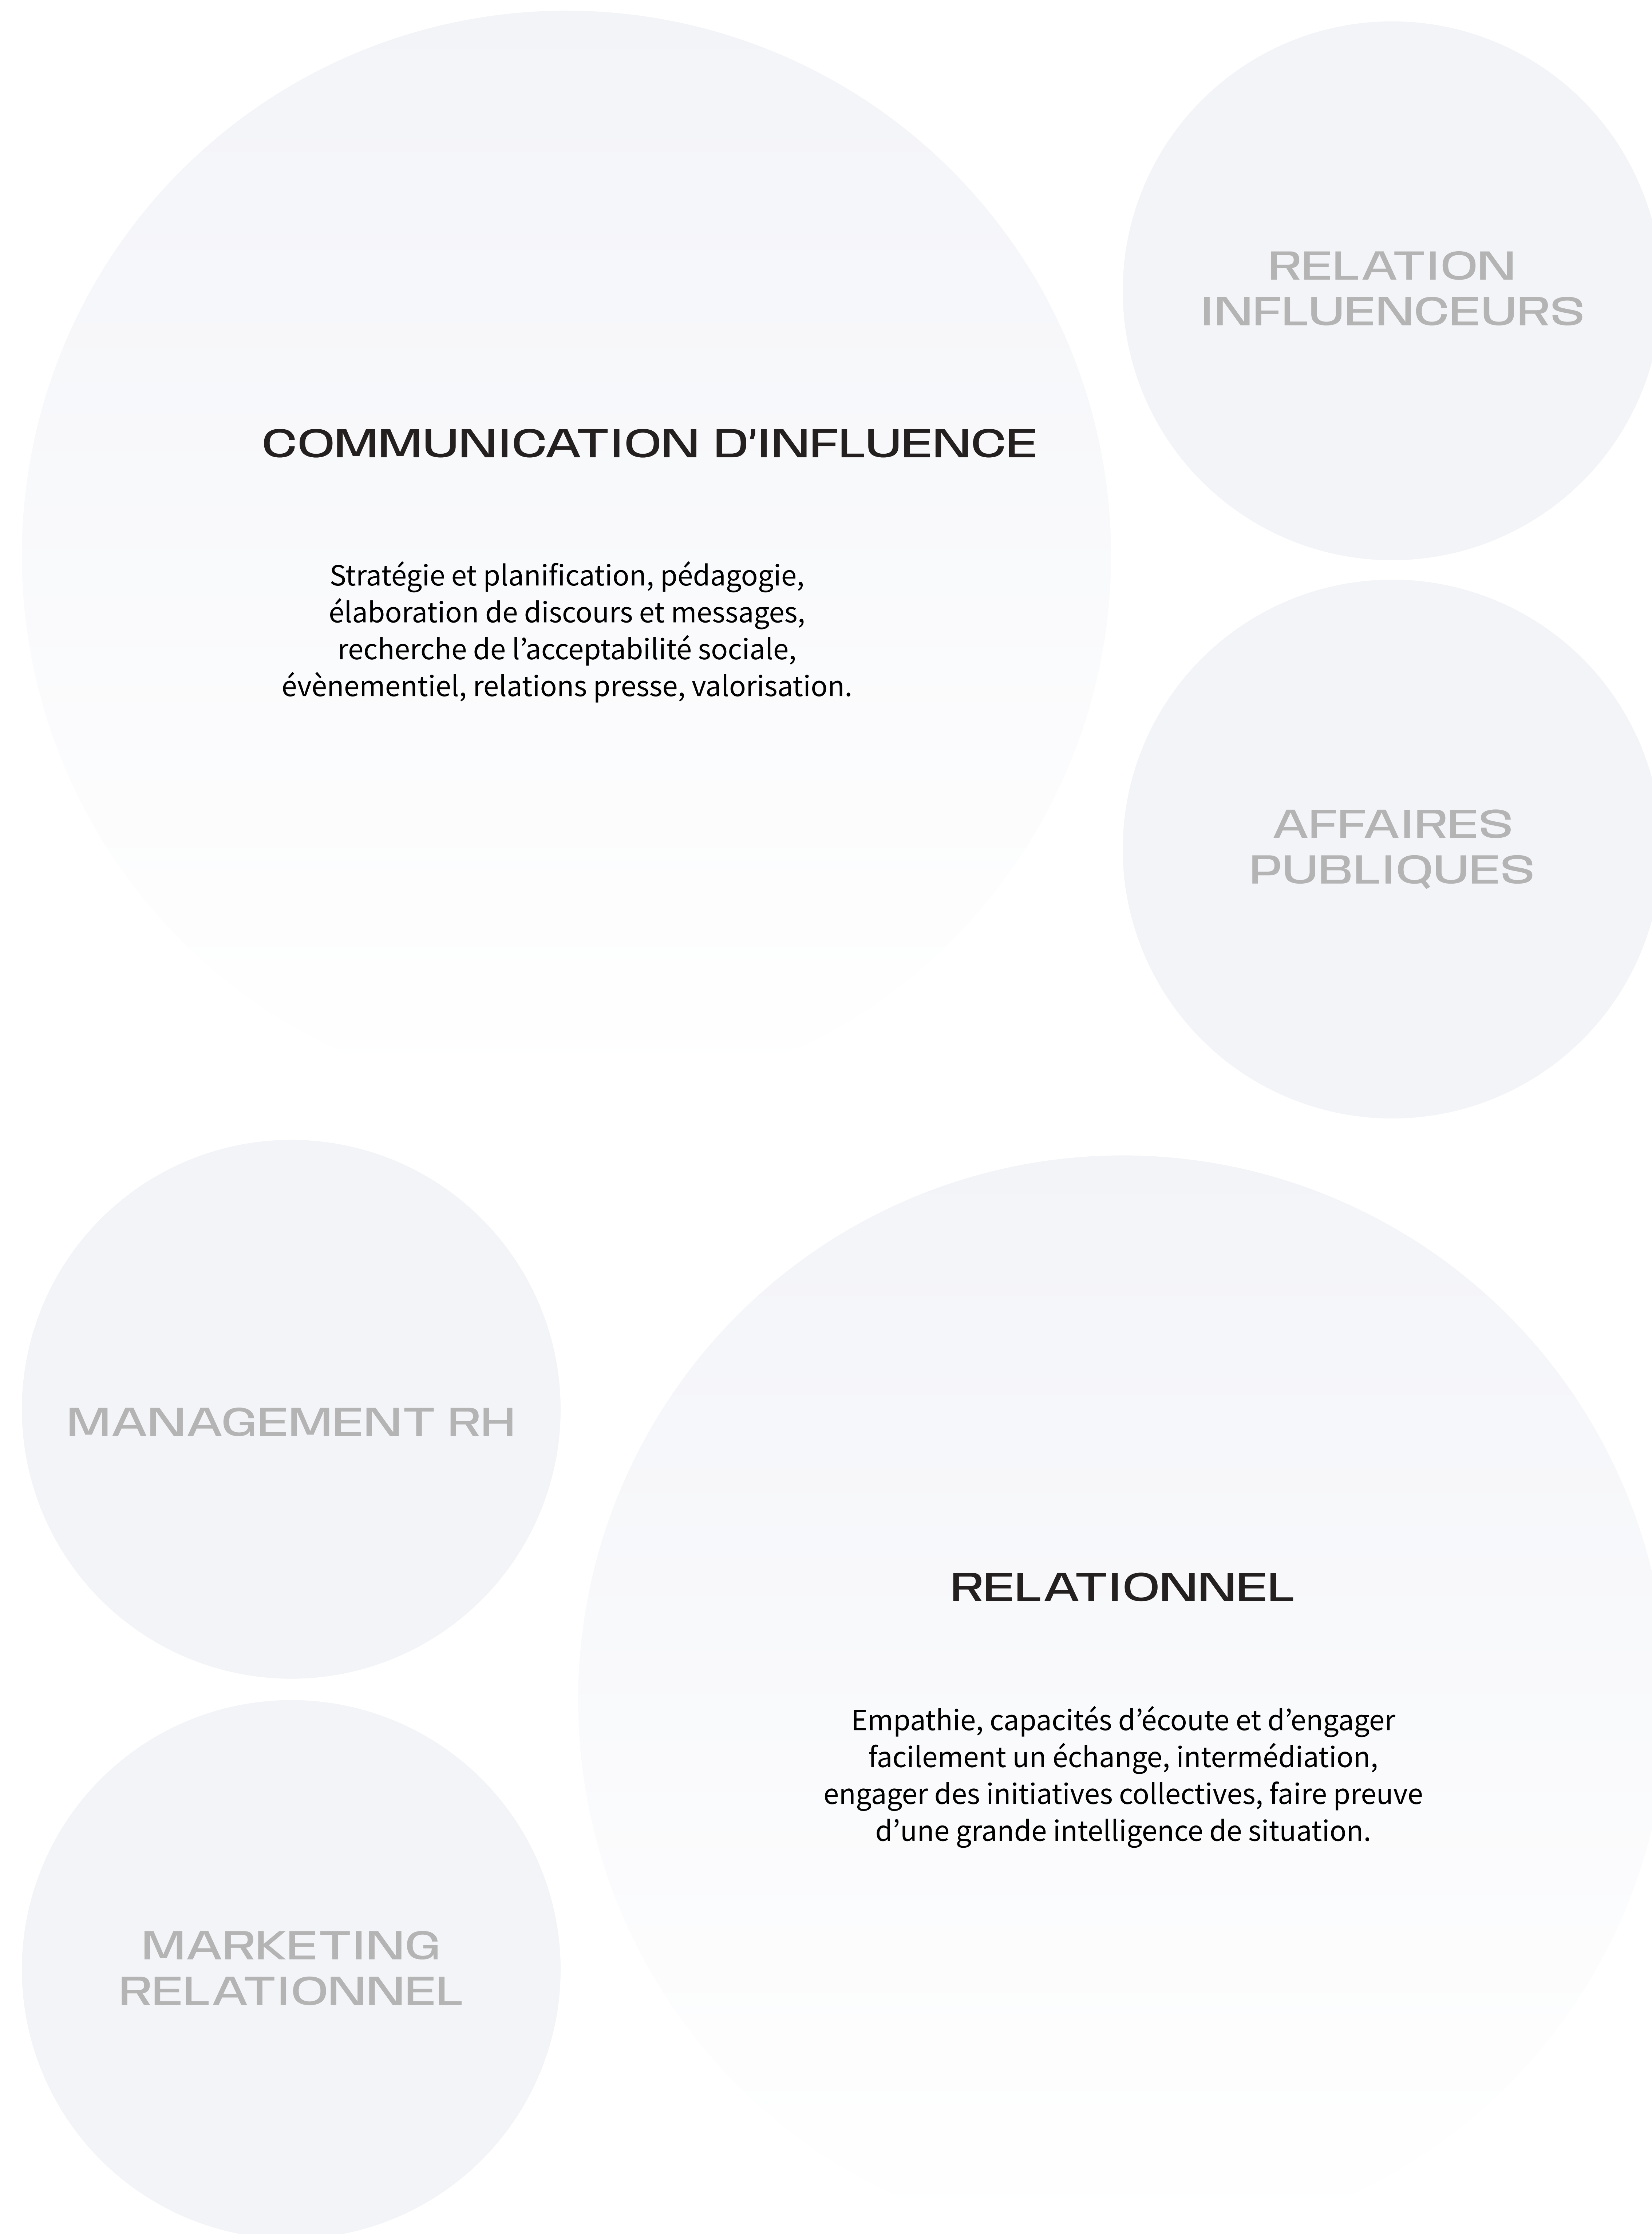 COMMUNICATION D'INFLUENCE
Stratégie et planification, pédagogie,
élaboration de discours et messages,
recherche de l’acceptabilité sociale,
évènementiel, relations presse, valorisation.
RELATION
INFLUENCEURS
AFFAIRES
PUBLIQUES
MANAGEMENT RH
MARKETING
RELATIONNEL
RELATIONNEL
Empathie, capacités d’écoute et d’engager
facilement un échange, intermédiation,
engager des initiatives collectives, faire preuve
d’une grande intelligence de situation.